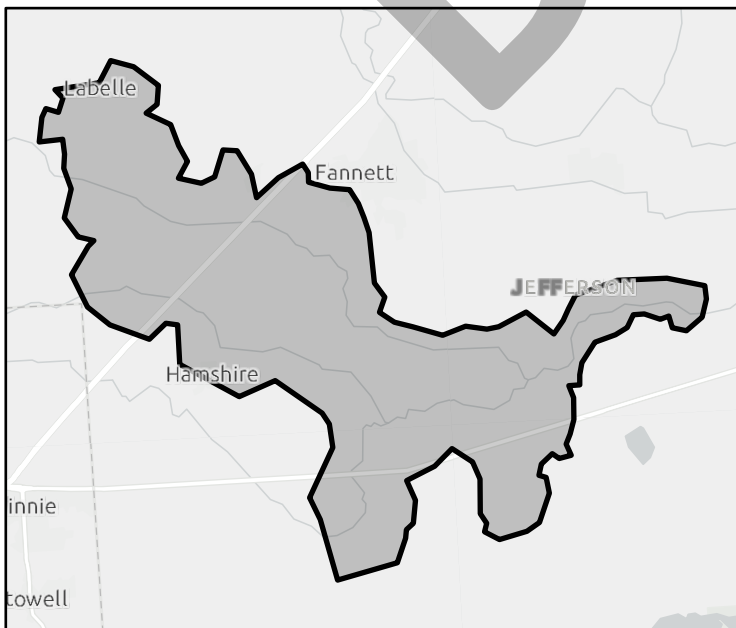 Labelle
Fannett
JEFFERSON
Hamshire
innie
towell